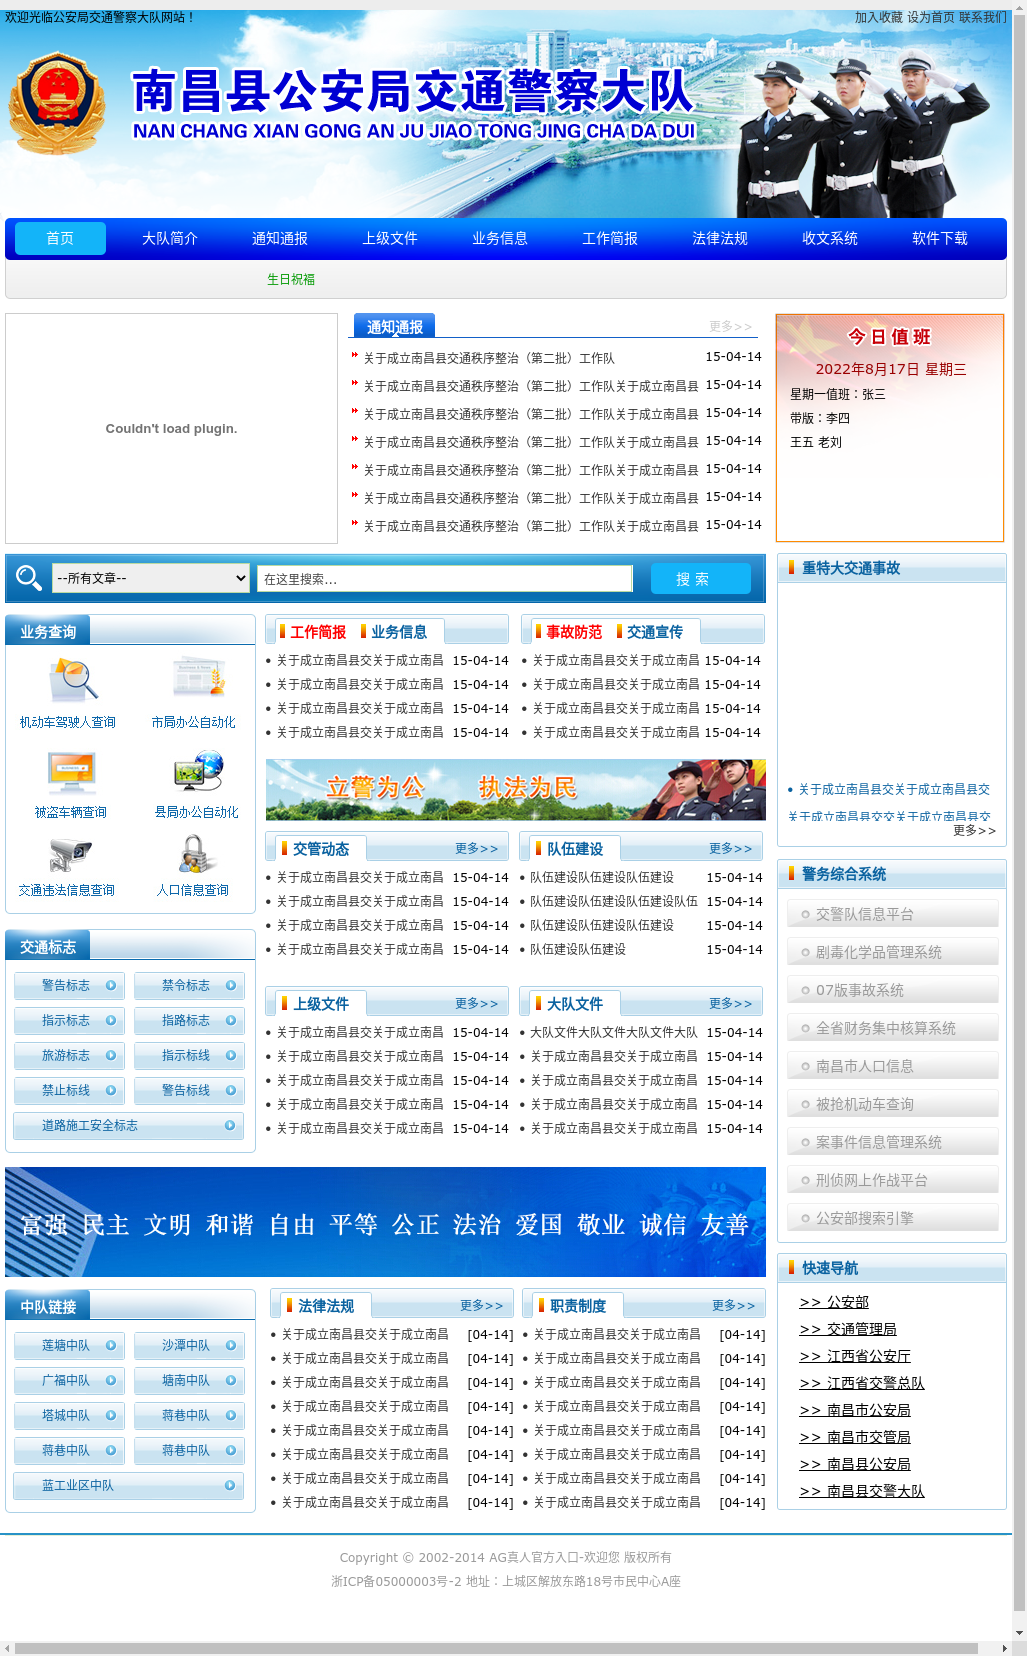 欢迎光临公安局交通警察大队网站！
加入收藏 设为首页 联系我们
南昌县公安局交通警察大队
NAN CHANG XIAN GONG AN JU JIAO TONG JING CHA DA DUI
首页 大队简介 通知通报 上级文件 业务信息 工作简报 法律法规 收文系统 软件下载
生日祝福
Couldn't load plugin.
通知通报 更多>>
关于成立南昌县交通秩序整治（第二批）工作队 15-04-14
关于成立南昌县交通秩序整治（第二批）工作队关于成立南昌县 15-04-14
关于成立南昌县交通秩序整治（第二批）工作队关于成立南昌县 15-04-14
关于成立南昌县交通秩序整治（第二批）工作队关于成立南昌县 15-04-14
关于成立南昌县交通秩序整治（第二批）工作队关于成立南昌县 15-04-14
关于成立南昌县交通秩序整治（第二批）工作队关于成立南昌县 15-04-14
关于成立南昌县交通秩序整治（第二批）工作队关于成立南昌县 15-04-14
今日值班
2022年8月17日 星期三
星期一值班：张三
带版：李四
王五 老刘
--所有文章--
在这里搜索...
搜 索
重特大交通事故
关于成立南昌县交关于成立南昌县交
关于成立南昌县交交关于成立南昌县交
更多>>
业务查询
机动车驾驶人查询 市局办公自动化
被盗车辆查询 县局办公自动化
交通违法信息查询 人口信息查询
工作简报 业务信息
关于成立南昌县交关于成立南昌 15-04-14
关于成立南昌县交关于成立南昌 15-04-14
关于成立南昌县交关于成立南昌 15-04-14
关于成立南昌县交关于成立南昌 15-04-14
事故防范 交通宣传
关于成立南昌县交关于成立南昌 15-04-14
关于成立南昌县交关于成立南昌 15-04-14
关于成立南昌县交关于成立南昌 15-04-14
关于成立南昌县交关于成立南昌 15-04-14
立警为公 执法为民
交管动态 更多>>
关于成立南昌县交关于成立南昌 15-04-14
关于成立南昌县交关于成立南昌 15-04-14
关于成立南昌县交关于成立南昌 15-04-14
关于成立南昌县交关于成立南昌 15-04-14
队伍建设 更多>>
队伍建设队伍建设队伍建设 15-04-14
队伍建设队伍建设队伍建设队伍 15-04-14
队伍建设队伍建设队伍建设 15-04-14
队伍建设队伍建设 15-04-14
警务综合系统
交警队信息平台
剧毒化学品管理系统
07版事故系统
全省财务集中核算系统
南昌市人口信息
被抢机动车查询
案事件信息管理系统
刑侦网上作战平台
公安部搜索引擎
交通标志
警告标志 禁令标志
指示标志 指路标志
旅游标志 指示标线
禁止标线 警告标线
道路施工安全标志
上级文件 更多>>
关于成立南昌县交关于成立南昌 15-04-14
关于成立南昌县交关于成立南昌 15-04-14
关于成立南昌县交关于成立南昌 15-04-14
关于成立南昌县交关于成立南昌 15-04-14
关于成立南昌县交关于成立南昌 15-04-14
大队文件 更多>>
大队文件大队文件大队文件大队 15-04-14
关于成立南昌县交关于成立南昌 15-04-14
关于成立南昌县交关于成立南昌 15-04-14
关于成立南昌县交关于成立南昌 15-04-14
关于成立南昌县交关于成立南昌 15-04-14
富强 民主 文明 和谐 自由 平等 公正 法治 爱国 敬业 诚信 友善
中队链接
莲塘中队 沙潭中队
广福中队 塘南中队
塔城中队 蒋巷中队
蒋巷中队 蒋巷中队
蓝工业区中队
法律法规 更多>>
关于成立南昌县交关于成立南昌 [04-14]
关于成立南昌县交关于成立南昌 [04-14]
关于成立南昌县交关于成立南昌 [04-14]
关于成立南昌县交关于成立南昌 [04-14]
关于成立南昌县交关于成立南昌 [04-14]
关于成立南昌县交关于成立南昌 [04-14]
关于成立南昌县交关于成立南昌 [04-14]
关于成立南昌县交关于成立南昌 [04-14]
职责制度 更多>>
关于成立南昌县交关于成立南昌 [04-14]
关于成立南昌县交关于成立南昌 [04-14]
关于成立南昌县交关于成立南昌 [04-14]
关于成立南昌县交关于成立南昌 [04-14]
关于成立南昌县交关于成立南昌 [04-14]
关于成立南昌县交关于成立南昌 [04-14]
关于成立南昌县交关于成立南昌 [04-14]
关于成立南昌县交关于成立南昌 [04-14]
快速导航
>> 公安部
>> 交通管理局
>> 江西省公安厅
>> 江西省交警总队
>> 南昌市公安局
>> 南昌市交管局
>> 南昌县公安局
>> 南昌县交警大队
Copyright © 2002-2014 AG真人官方入口-欢迎您 版权所有
浙ICP备05000003号-2 地址：上城区解放东路18号市民中心A座